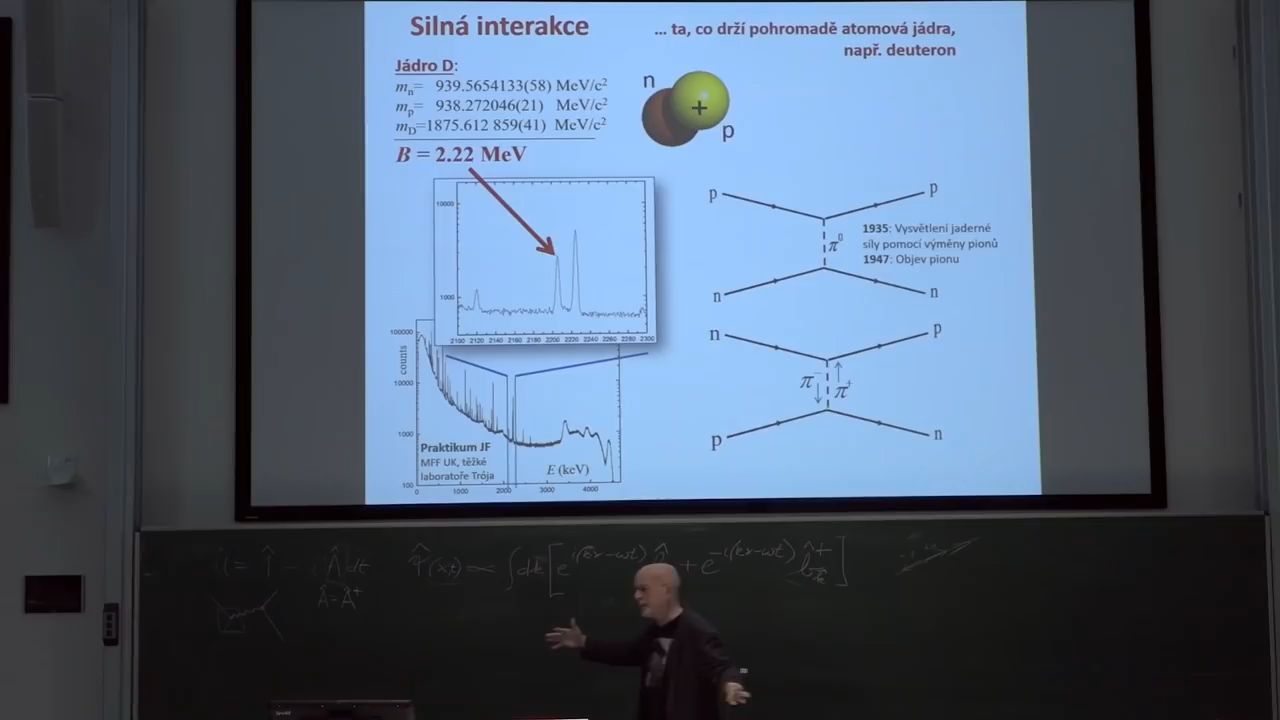 Silná interakce
... ta, co drží pohromadě atomová jádra,
např. deuteron
Jádro D:
mn= 939.5654133(58) MeV/c²
mp= 938.272046(21) MeV/c²
mD=1875.612 859(41) MeV/c²
B = 2.22 MeV
n
+
p
10000
1000
2100 2120 2140 2160 2180 2200 2220 2240 2260 2280 2300
p
p
π⁰
1935: Vysvětlení jaderné
síly pomocí výměny pionů
1947: Objev pionu
n
n
n
p
π⁻
π⁺
p
n
counts
100000
10000
1000
100
Praktikum JF
MFF UK, těžké
laboratoře Trója
E (keV)
0 1000 2000 3000 4000